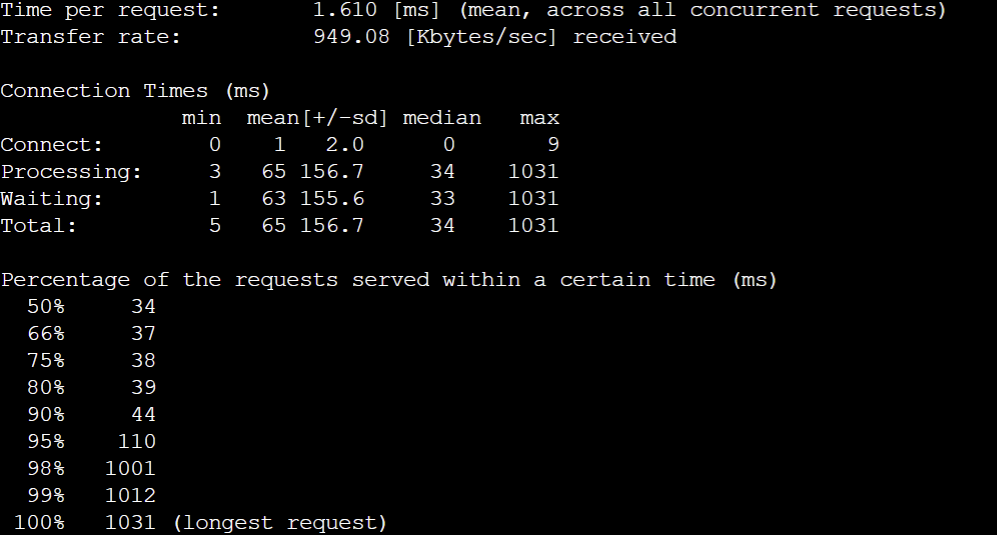 Time per request:       1.610 [ms] (mean, across all concurrent requests)
Transfer rate:          949.08 [Kbytes/sec] received

Connection Times (ms)
              min  mean[+/-sd] median   max
Connect:        0    1   2.0      0       9
Processing:     3   65 156.7     34    1031
Waiting:        1   63 155.6     33    1031
Total:          5   65 156.7     34    1031

Percentage of the requests served within a certain time (ms)
  50%     34
  66%     37
  75%     38
  80%     39
  90%     44
  95%    110
  98%   1001
  99%   1012
 100%   1031 (longest request)